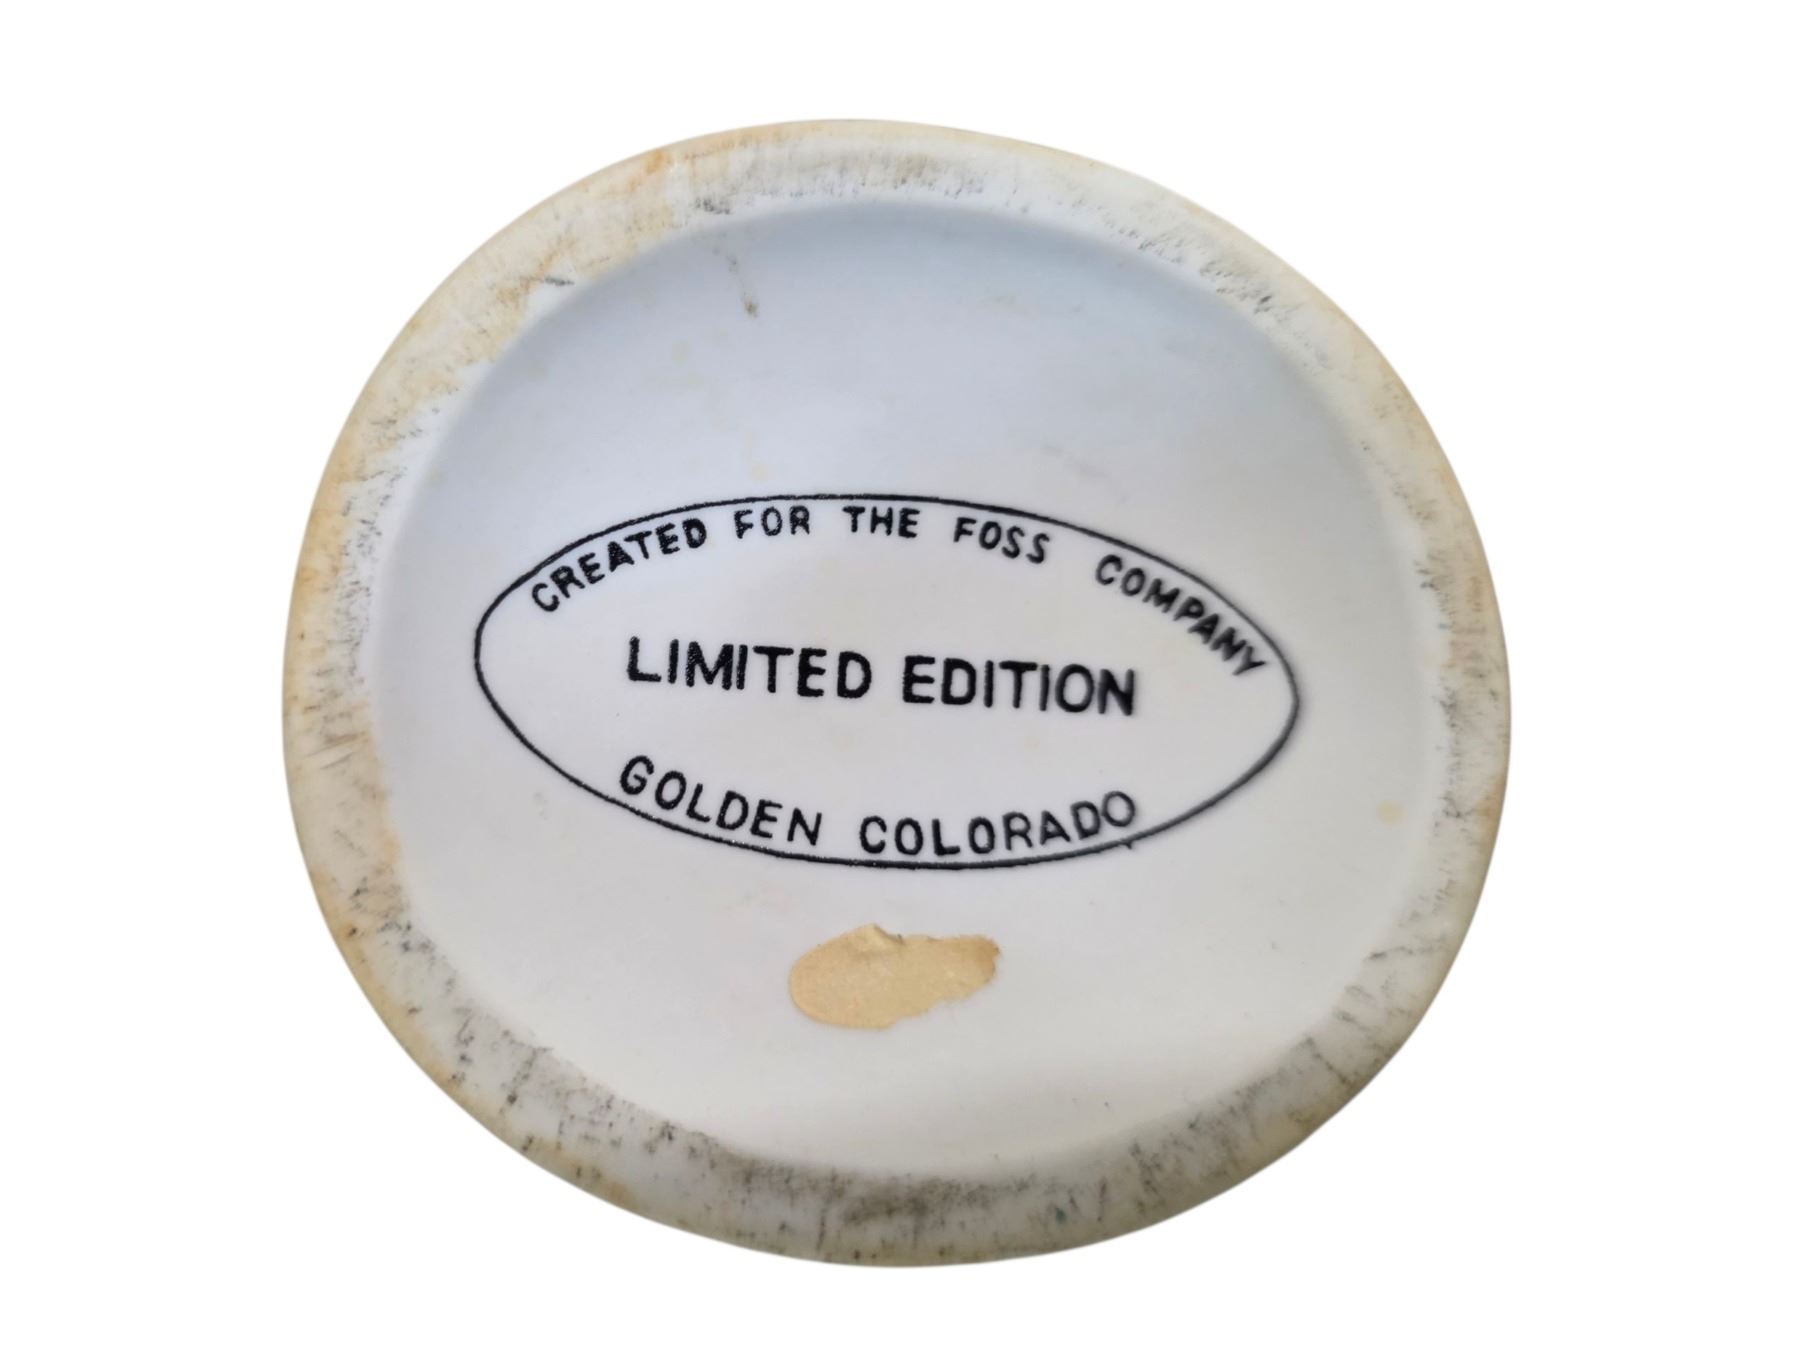 CREATED FOR THE FOSS COMPANY
LIMITED EDITION
GOLDEN COLORADO